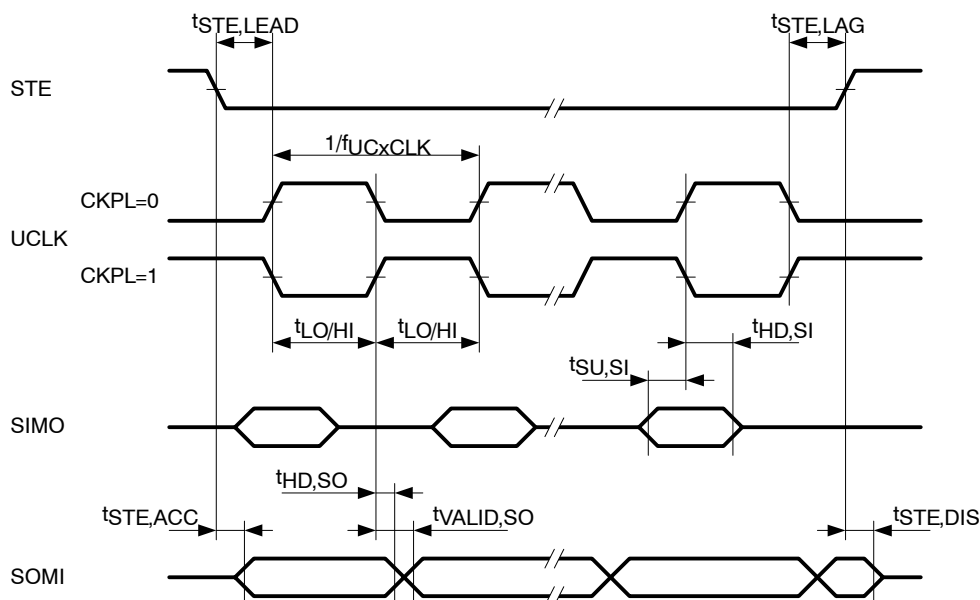 tSTE,LEAD
tSTE,LAG
STE
1/fUCxCLK
CKPL=0
UCLK
CKPL=1
tLO/HI
tLO/HI
tHD,SI
tSU,SI
SIMO
tHD,SO
tSTE,ACC
tVALID,SO
tSTE,DIS
SOMI